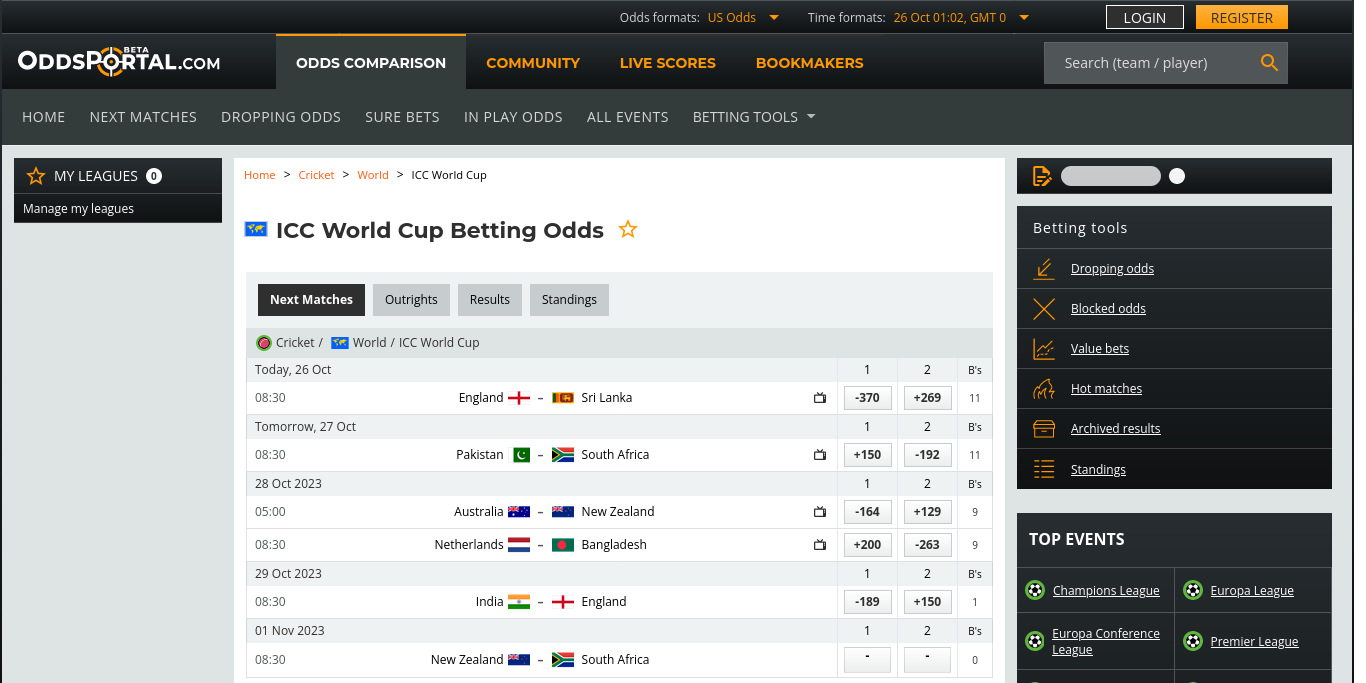 Odds formats: US Odds Time formats: 26 Oct 01:02, GMT 0 LOGIN REGISTER
ODDSPORTAL.COM BETA ODDS COMPARISON COMMUNITY LIVE SCORES BOOKMAKERS Search (team / player)
HOME NEXT MATCHES DROPPING ODDS SURE BETS IN PLAY ODDS ALL EVENTS BETTING TOOLS
MY LEAGUES 0
Manage my leagues
Home > Cricket > World > ICC World Cup
ICC World Cup Betting Odds
Next Matches Outrights Results Standings
Cricket / World / ICC World Cup
Today, 26 Oct 1 2 B's
08:30 England – Sri Lanka -370 +269 11
Tomorrow, 27 Oct 1 2 B's
08:30 Pakistan – South Africa +150 -192 11
28 Oct 2023 1 2 B's
05:00 Australia – New Zealand -164 +129 9
08:30 Netherlands – Bangladesh +200 -263 9
29 Oct 2023 1 2 B's
08:30 India – England -189 +150 1
01 Nov 2023 1 2 B's
08:30 New Zealand – South Africa - - 0
Betting tools
Dropping odds
Blocked odds
Value bets
Hot matches
Archived results
Standings
TOP EVENTS
Champions League Europa League
Europa Conference
League
Premier League